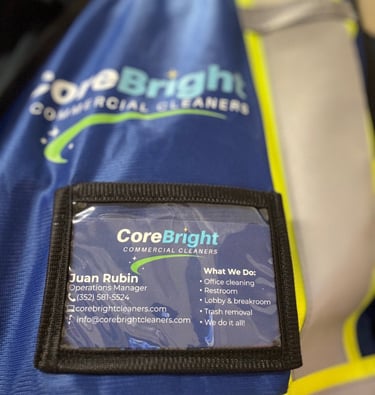 CoreBright
COMMERCIAL CLEANERS
CoreBright
COMMERCIAL CLEANERS
Juan Rubin
Operations Manager
(352) 581-5524
corebrightcleaners.com
info@corebrightcleaners.com
What We Do:
• Office cleaning
• Restroom
• Lobby & breakroom
• Trash removal
• We do it all!